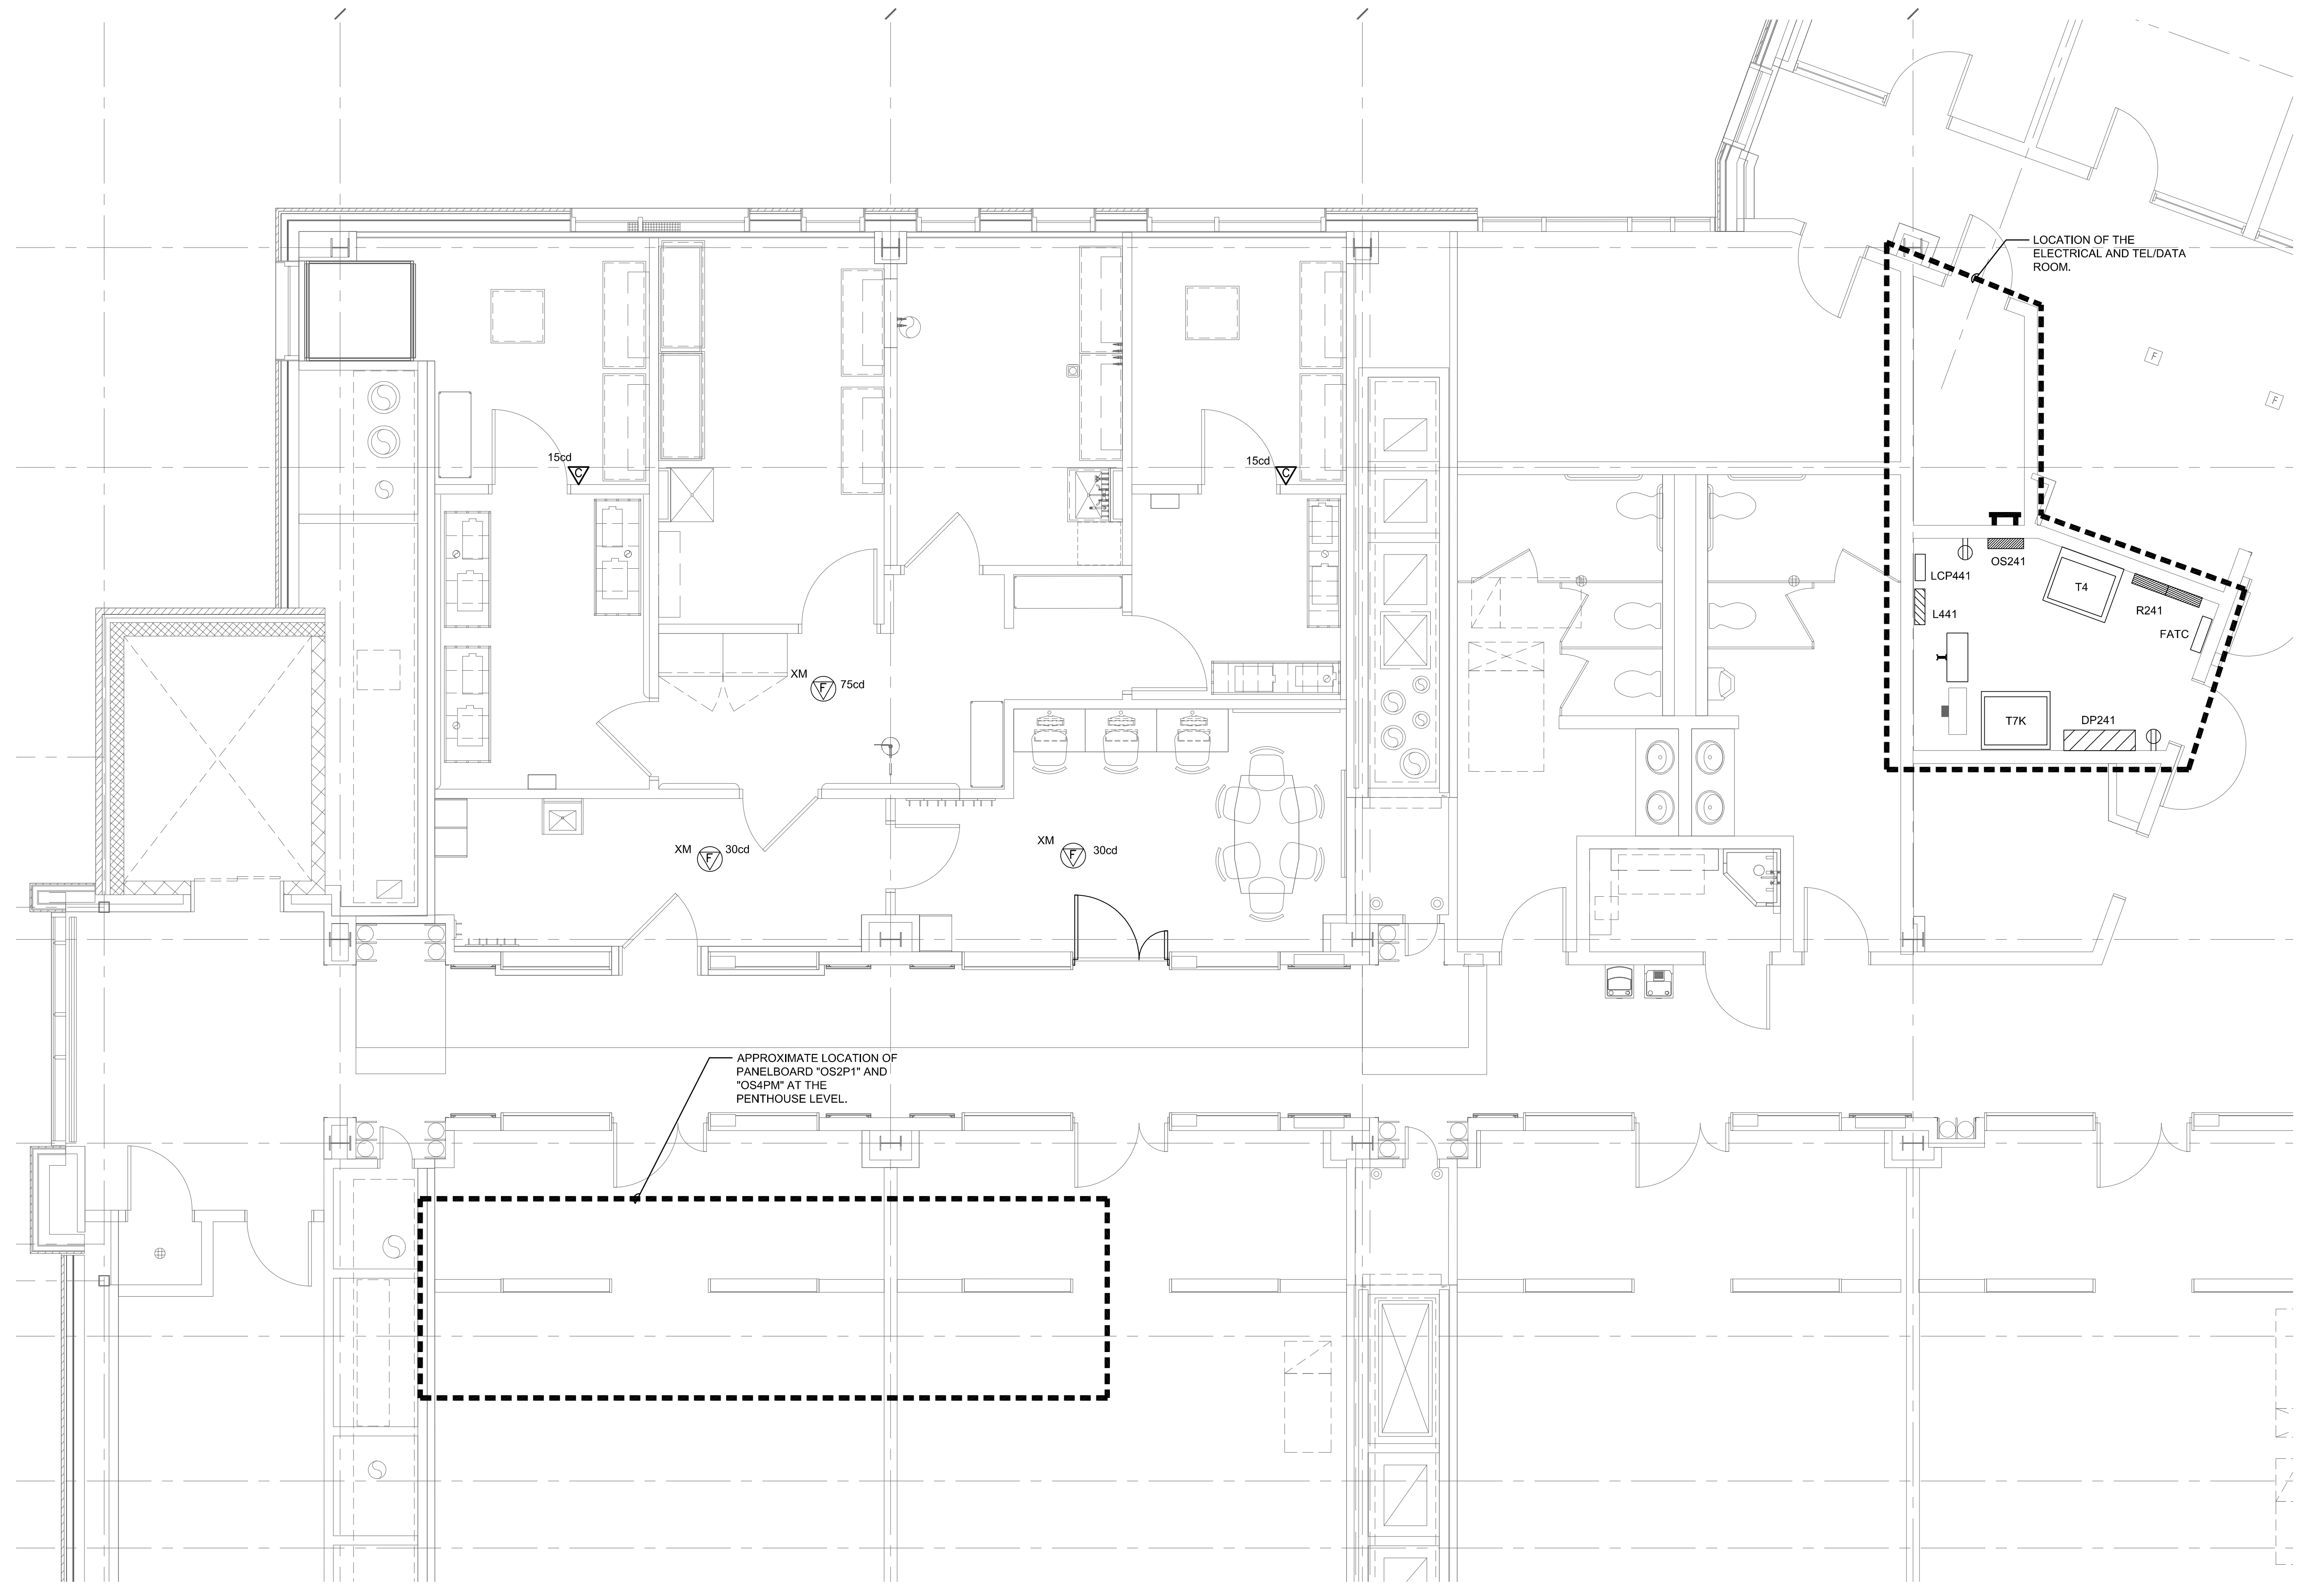 LOCATION OF THE
ELECTRICAL AND TEL/DATA
ROOM.
F
F
15cd
C
15cd
C
LCP441
OS241
T4
R241
L441
FATC
XM
F
75cd
T7K
DP241
XM
F
30cd
XM
F
30cd
APPROXIMATE LOCATION OF
PANELBOARD "OS2P1" AND
"OS4PM" AT THE
PENTHOUSE LEVEL.